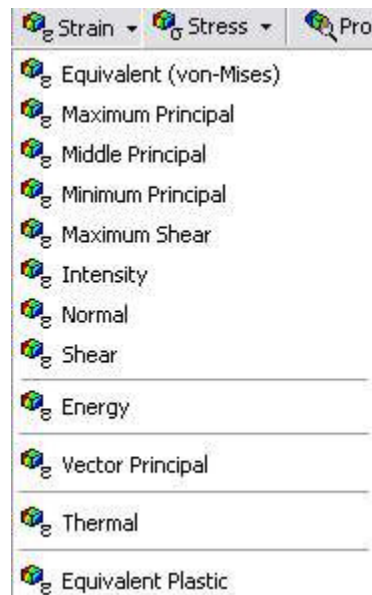 Strain Stress Pro
Equivalent (von-Mises)
Maximum Principal
Middle Principal
Minimum Principal
Maximum Shear
Intensity
Normal
Shear
Energy
Vector Principal
Thermal
Equivalent Plastic